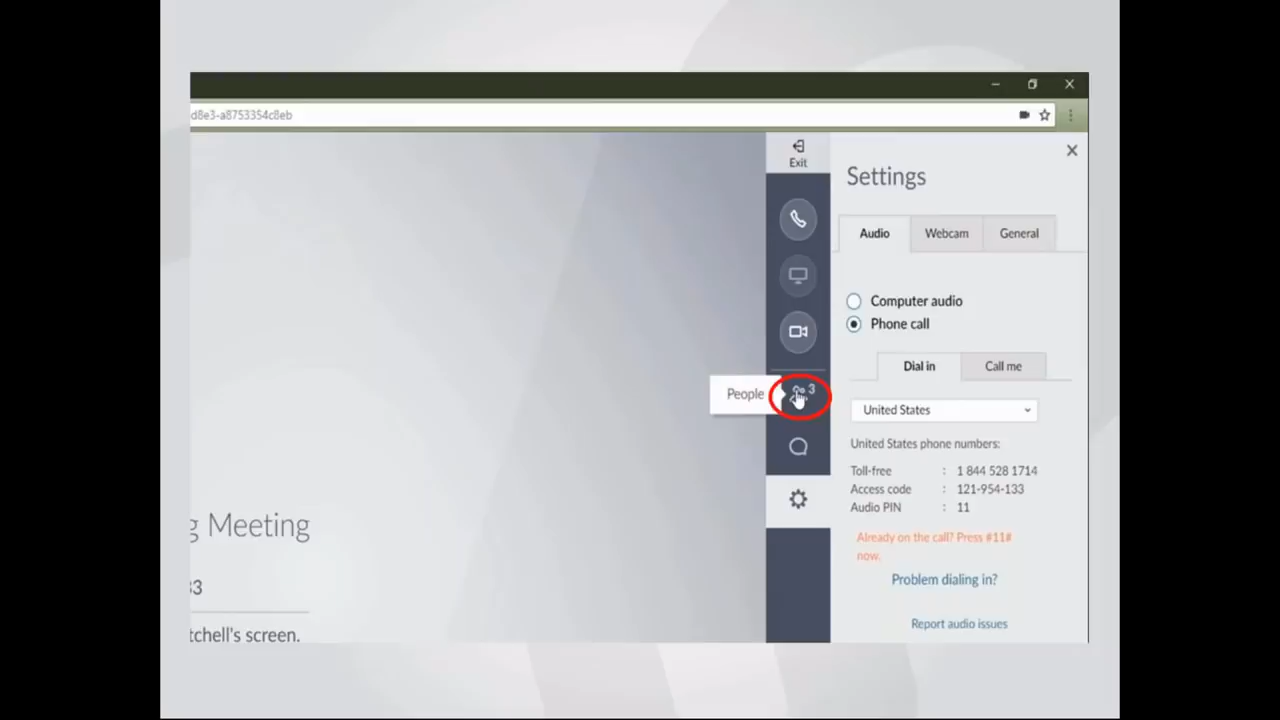 d8e3-a8753354c8eb
Exit
Settings
Audio Webcam General
Computer audio
Phone call
Dial in Call me
People 3
United States
United States phone numbers:
Toll-free : 1 844 528 1714
Access code : 121-954-133
Audio PIN : 11
g Meeting
Already on the call? Press #11#
now.
Problem dialing in?
33
Report audio issues
tchell's screen.